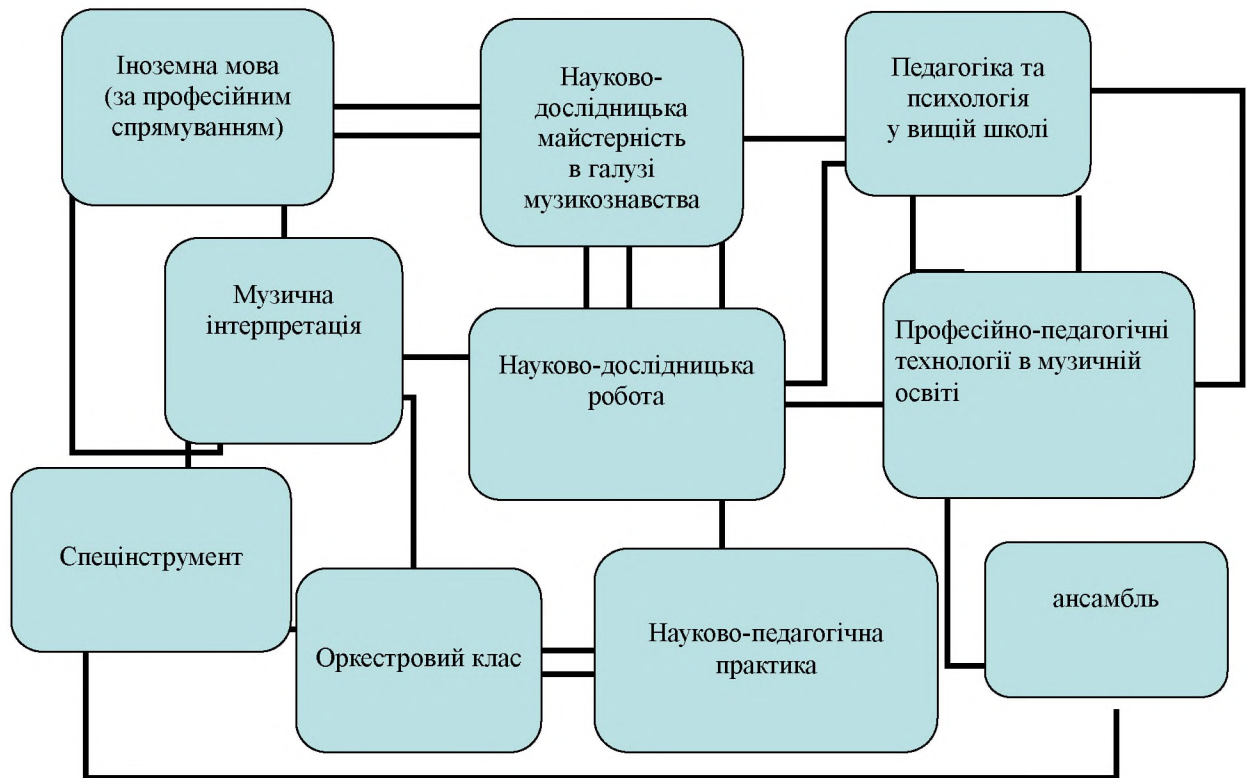 Іноземна мова
(за професійним
спрямуванням)
Науково-
дослідницька
майстерність
в галузі
музикознавства
Педагогіка та
психологія
у вищій школі
Музична
інтерпретація
Науково-дослідницька
робота
Професійно-педагогічні
технології в музичній
освіті
Спецінструмент
Оркестровий клас
Науково-педагогічна
практика
ансамбль